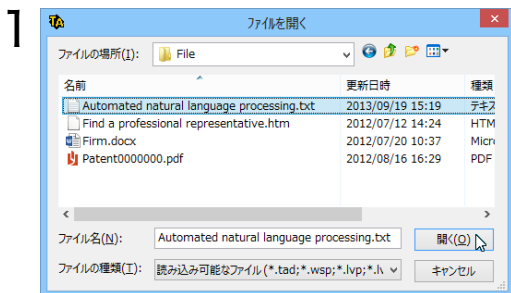 1
ファイルを開く
ファイルの場所(I): File
名前 更新日時 種類
Automated natural language processing.txt 2013/09/19 15:19 テキス
Find a professional representative.htm 2012/07/12 14:24 HTM
Firm.docx 2012/07/20 10:37 Micro
Patent0000000.pdf 2012/08/16 16:29 PDF
ファイル名(N): Automated natural language processing.txt 開く(O)
ファイルの種類(T): 読み込み可能なファイル(*.tad;*.wsp;*.lvp;*.lv キャンセル